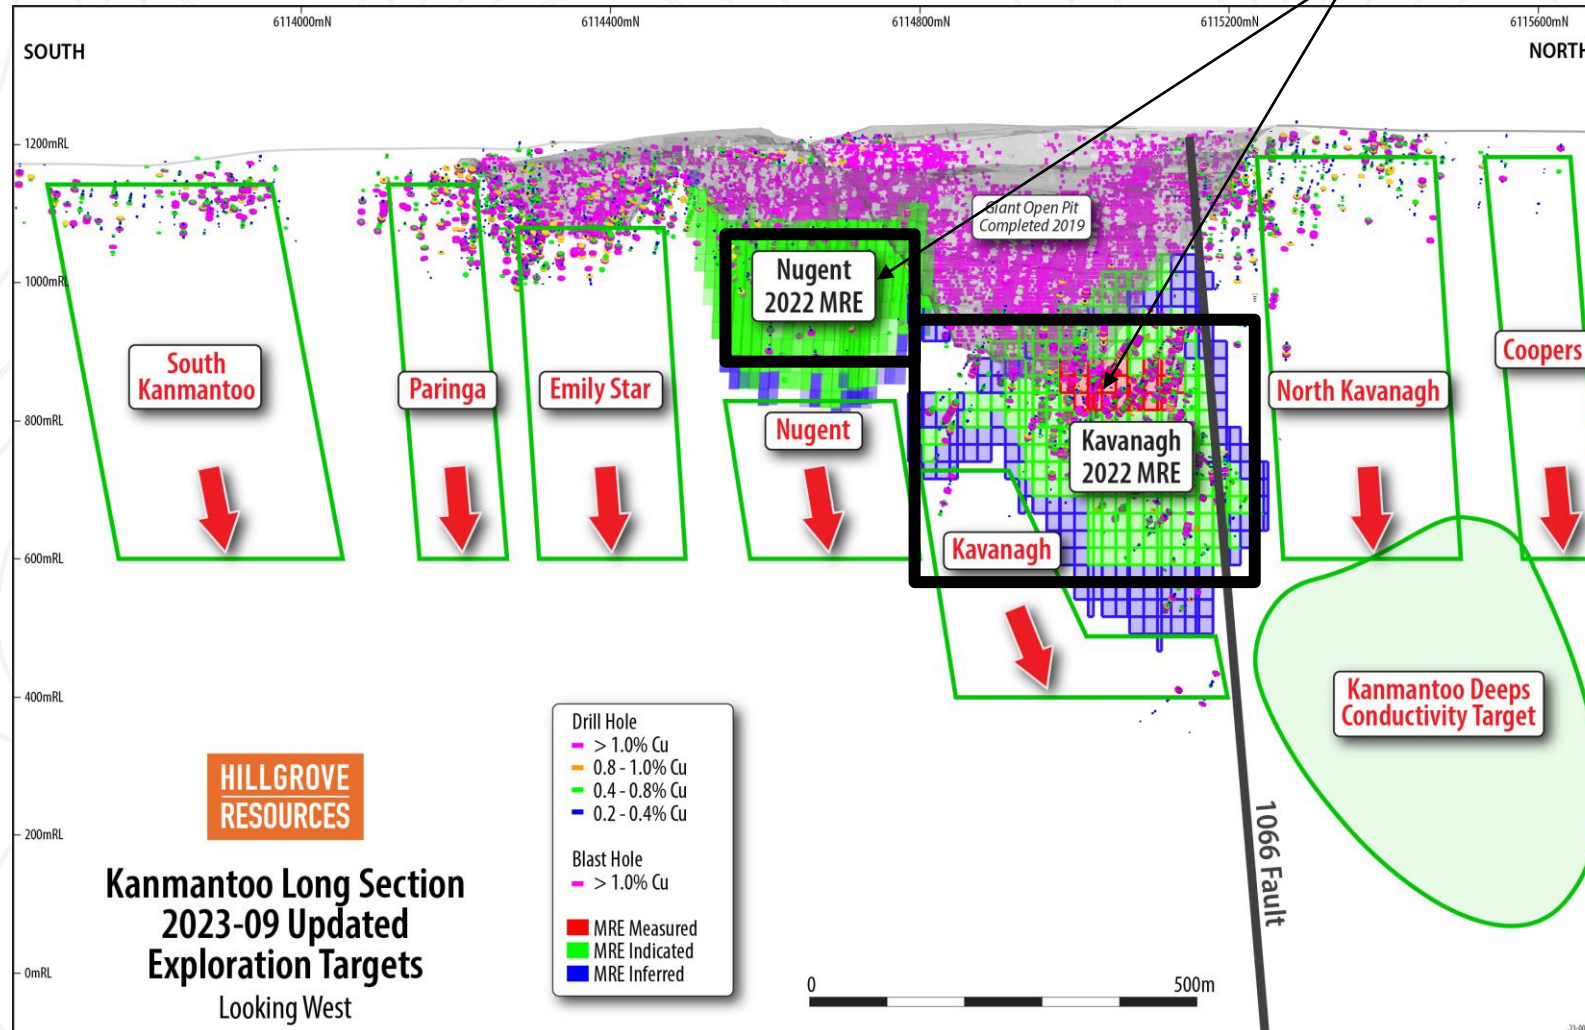 6114000mN
6114400mN
6114800mN
6115200mN
6115600mN
SOUTH
NORTH
1200mRL
1000mRL
800mRL
600mRL
400mRL
200mRL
0mRL
Giant Open Pit
Completed 2019
Nugent
2022 MRE
South
Kanmantoo
Paringa
Emily Star
Nugent
Kavanagh
2022 MRE
Kavanagh
North Kavanagh
Coopers
Kanmantoo Deeps
Conductivity Target
1066 Fault
HILLGROVE
RESOURCES
Kanmantoo Long Section
2023-09 Updated
Exploration Targets
Looking West
Drill Hole
> 1.0% Cu
0.8 - 1.0% Cu
0.4 - 0.8% Cu
0.2 - 0.4% Cu
Blast Hole
> 1.0% Cu
MRE Measured
MRE Indicated
MRE Inferred
0
500m